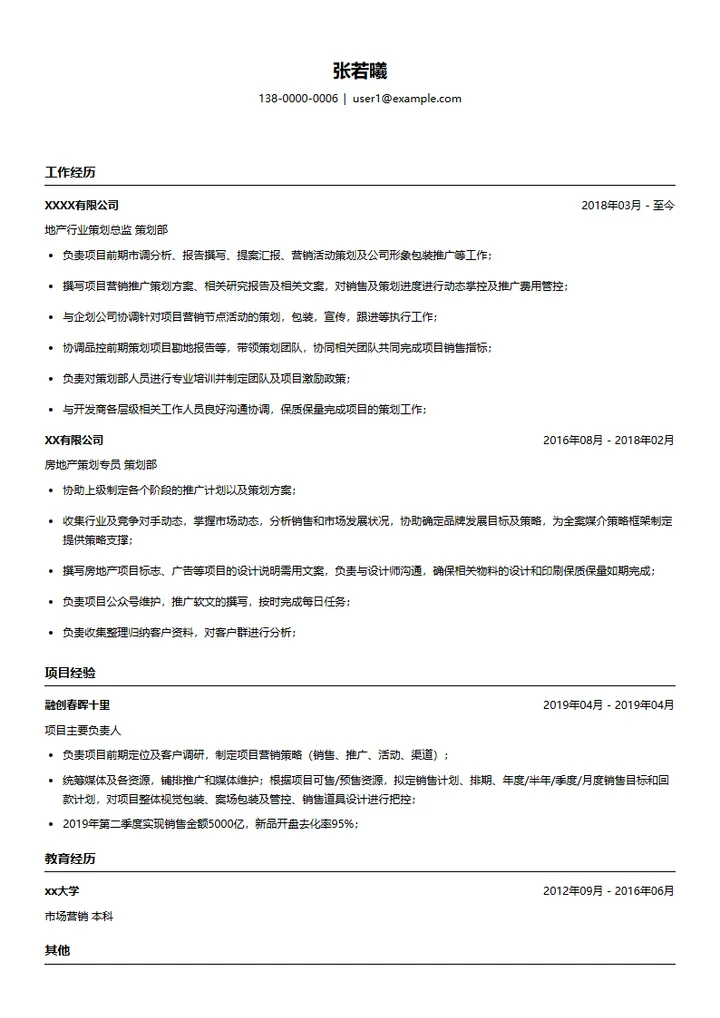 张若曦
138-0000-0006 | user1@example.com
工作经历
XXXX有限公司 2018年03月 - 至今
地产行业策划总监 策划部
• 负责项目前期市调分析、报告撰写、提案汇报、营销活动策划及公司形象包装推广等工作；
• 撰写项目营销推广策划方案、相关研究报告及相关文案，对销售及策划进度进行动态掌控及推广费用管控；
• 与企划公司协调针对项目营销节点活动的策划，包装，宣传，跟进等执行工作；
• 协调品控前期策划项目勘地报告等，带领策划团队，协同相关团队共同完成项目销售指标；
• 负责对策划部人员进行专业培训并制定团队及项目激励政策；
• 与开发商各层级相关工作人员良好沟通协调，保质保量完成项目的策划工作；
XX有限公司 2016年08月 - 2018年02月
房地产策划专员 策划部
• 协助上级制定各个阶段的推广计划以及策划方案；
• 收集行业及竞争对手动态，掌握市场动态，分析销售和市场发展状况，协助确定品牌发展目标及策略，为全案媒介策略框架制定
提供策略支撑；
• 撰写房地产项目标志、广告等项目的设计说明需用文案，负责与设计师沟通，确保相关物料的设计和印刷保质保量如期完成；
• 负责项目公众号维护，推广软文的撰写，按时完成每日任务；
• 负责收集整理归纳客户资料，对客户群进行分析；
项目经验
融创春晖十里 2019年04月 - 2019年04月
项目主要负责人
• 负责项目前期定位及客户调研，制定项目营销策略（销售、推广、活动、渠道）；
• 统筹媒体及各资源，铺排推广和媒体维护；根据项目可售/预售资源，拟定销售计划、排期、年度/半年/季度/月度销售目标和回
款计划，对项目整体视觉包装、案场包装及管控、销售道具设计进行把控；
• 2019年第二季度实现销售金额5000亿，新品开盘去化率95%；
教育经历
xx大学 2012年09月 - 2016年06月
市场营销 本科
其他